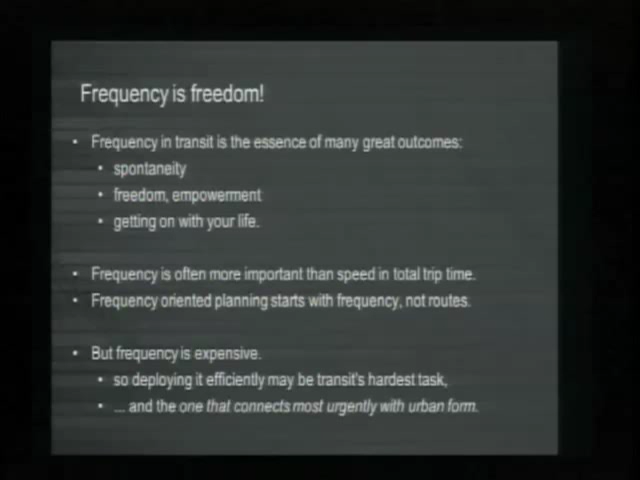 Frequency is freedom!
• Frequency in transit is the essence of many great outcomes:
• spontaneity
• freedom, empowerment
• getting on with your life.
• Frequency is often more important than speed in total trip time.
• Frequency oriented planning starts with frequency, not routes.
• But frequency is expensive.
• so deploying it efficiently may be transit's hardest task,
• ... and the one that connects most urgently with urban form.